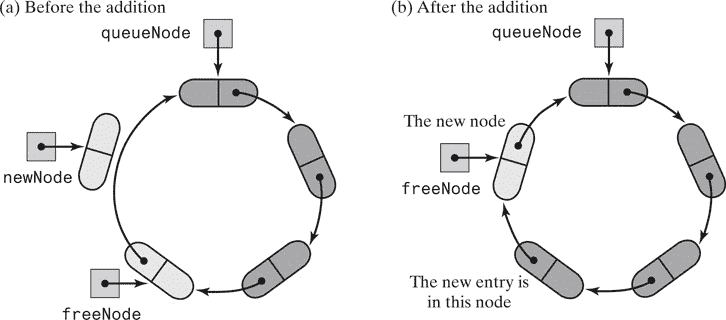 (a) Before the addition
queueNode
newNode
freeNode
(b) After the addition
queueNode
The new node
freeNode
The new entry is
in this node